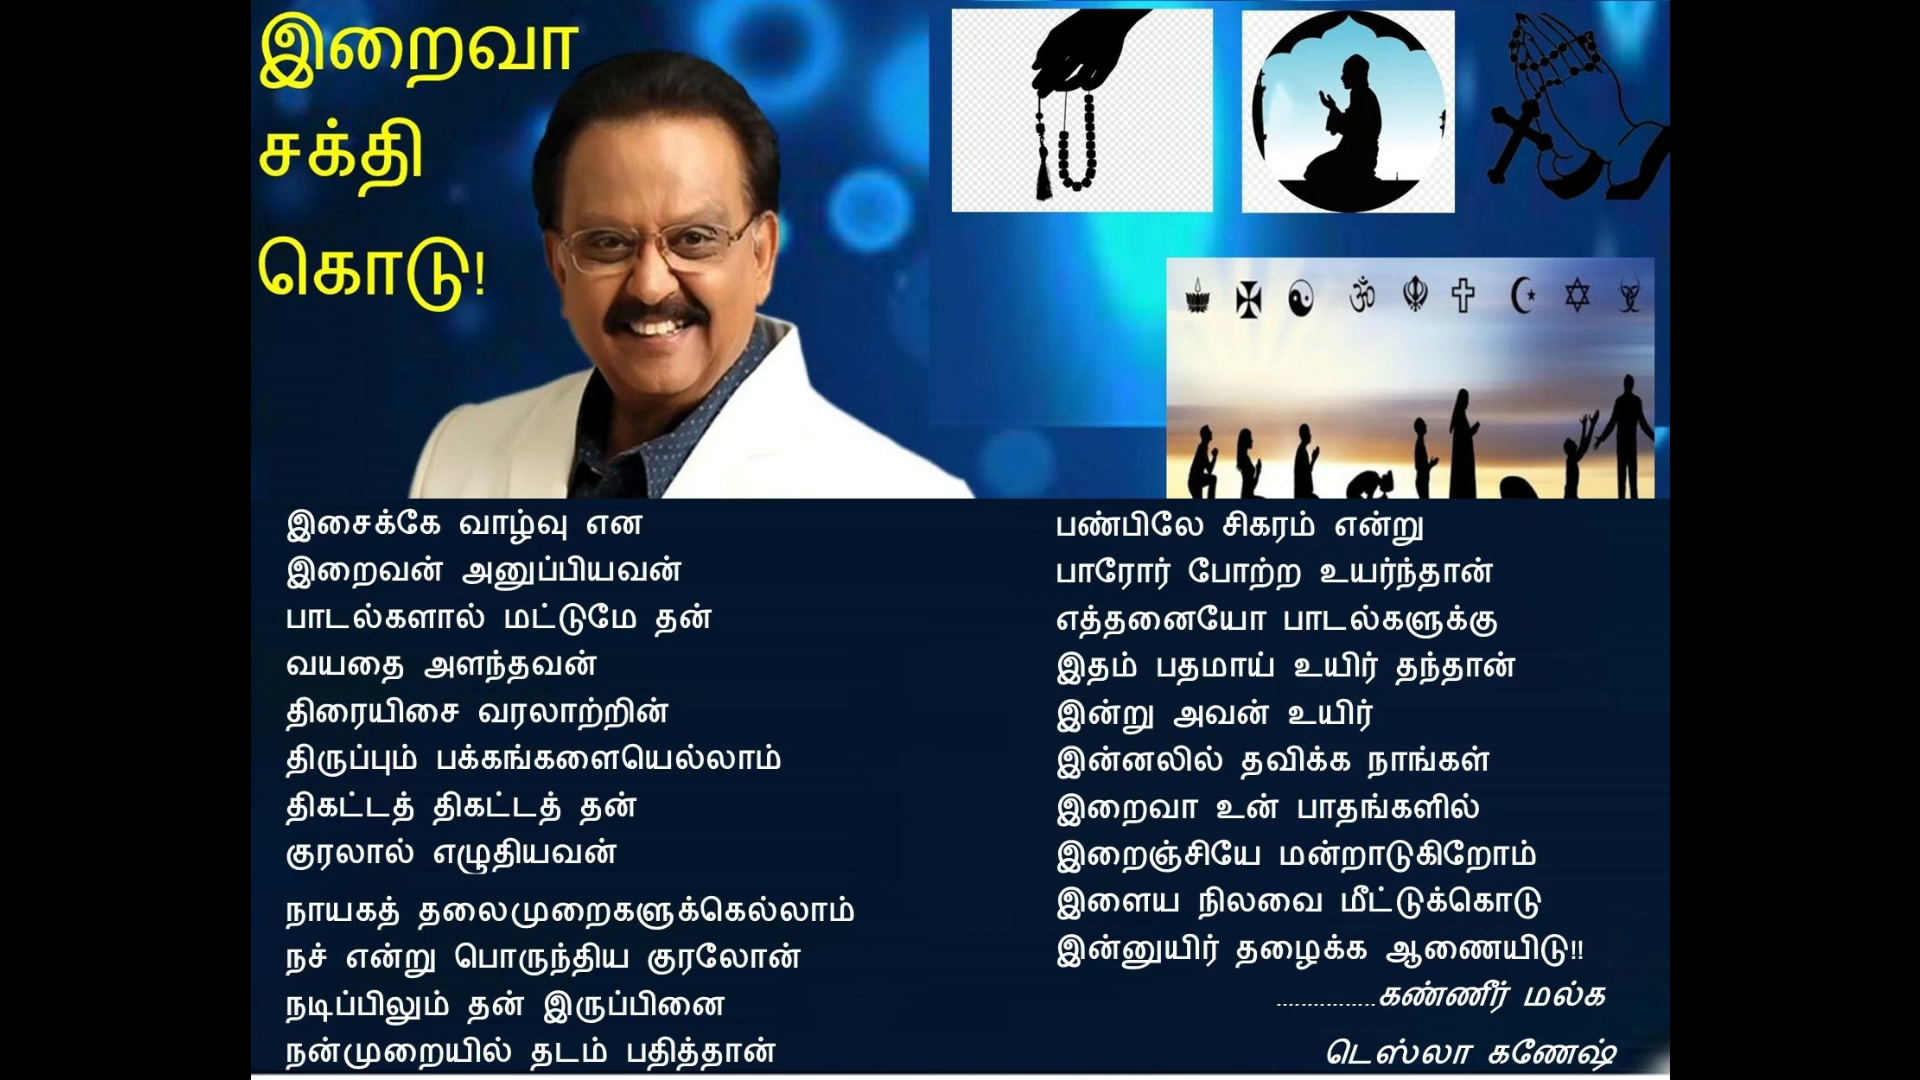 இறைவா
சக்தி
கொடு!
இசைக்கே வாழ்வு என
இறைவன் அனுப்பியவன்
பாடல்களால் மட்டுமே தன்
வயதை அளந்தவன்
திரையிசை வரலாற்றின்
திருப்பும் பக்கங்களையெல்லாம்
திகட்டத் திகட்டத் தன்
குரலால் எழுதியவன்
நாயகத் தலைமுறைகளுக்கெல்லாம்
நச் என்று பொருந்திய குரலோன்
நடிப்பிலும் தன் இருப்பினை
நன்முறையில் தடம் பதித்தான்
பண்பிலே சிகரம் என்று
பாரோர் போற்ற உயர்ந்தான்
எத்தனையோ பாடல்களுக்கு
இதம் பதமாய் உயிர் தந்தான்
இன்று அவன் உயிர்
இன்னலில் தவிக்க நாங்கள்
இறைவா உன் பாதங்களில்
இறைஞ்சியே மன்றாடுகிறோம்
இளைய நிலவை மீட்டுக்கொடு
இன்னுயிர் தழைக்க ஆணையிடு!!
................கண்ணீர் மல்க
டெஸ்லா கணேஷ்